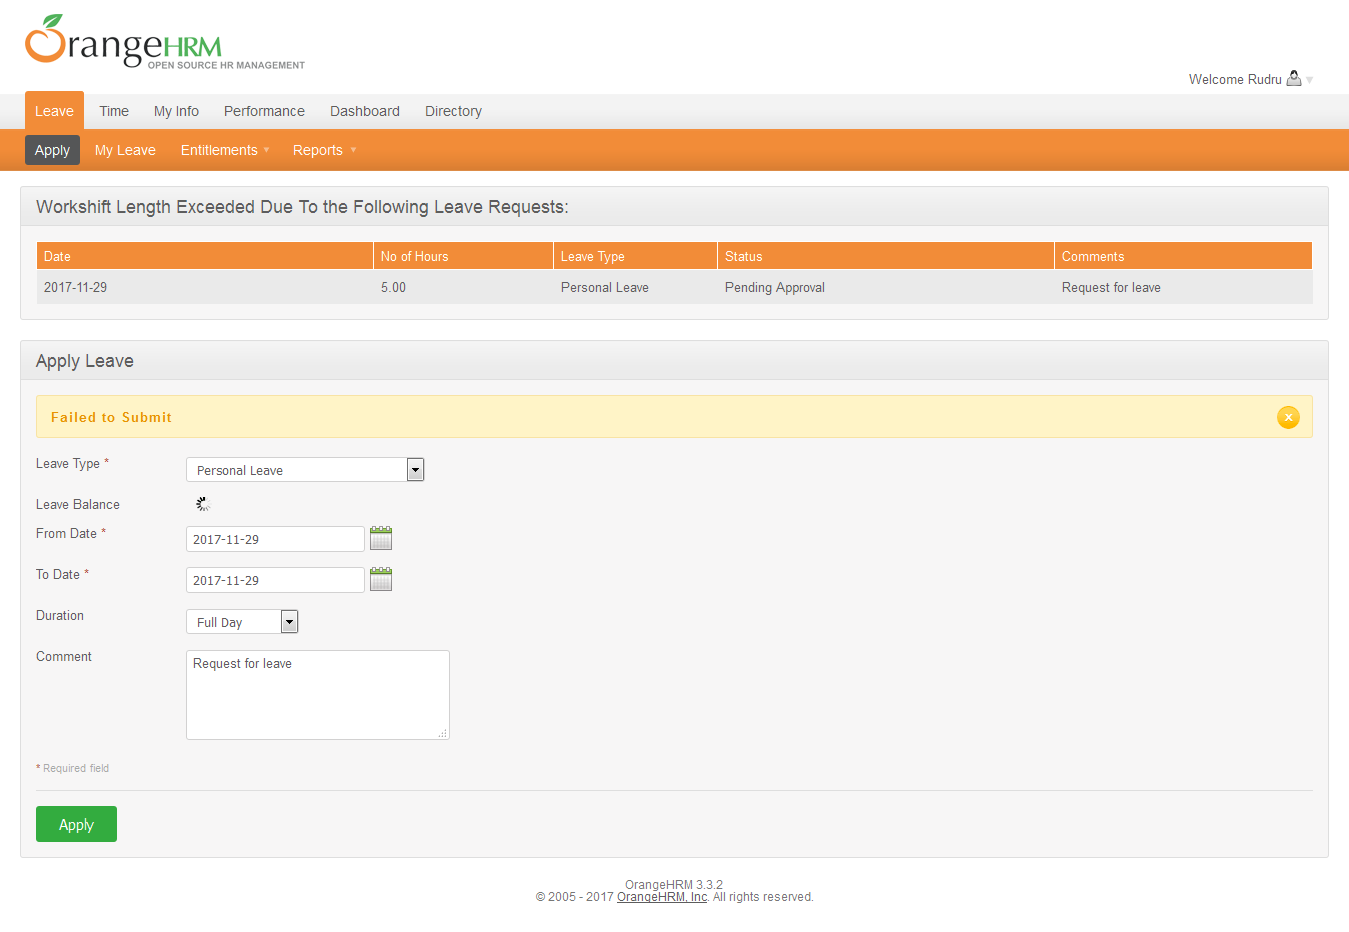 OrangeHRM
OPEN SOURCE HR MANAGEMENT
Welcome Rudru
Leave Time My Info Performance Dashboard Directory
Apply My Leave Entitlements Reports
Workshift Length Exceeded Due To the Following Leave Requests:
Date No of Hours Leave Type Status Comments
2017-11-29 5.00 Personal Leave Pending Approval Request for leave
Apply Leave
Failed to Submit
Leave Type * Personal Leave
Leave Balance
From Date * 2017-11-29
To Date * 2017-11-29
Duration Full Day
Comment Request for leave
* Required field
Apply
OrangeHRM 3.3.2
© 2005 - 2017 OrangeHRM, Inc. All rights reserved.